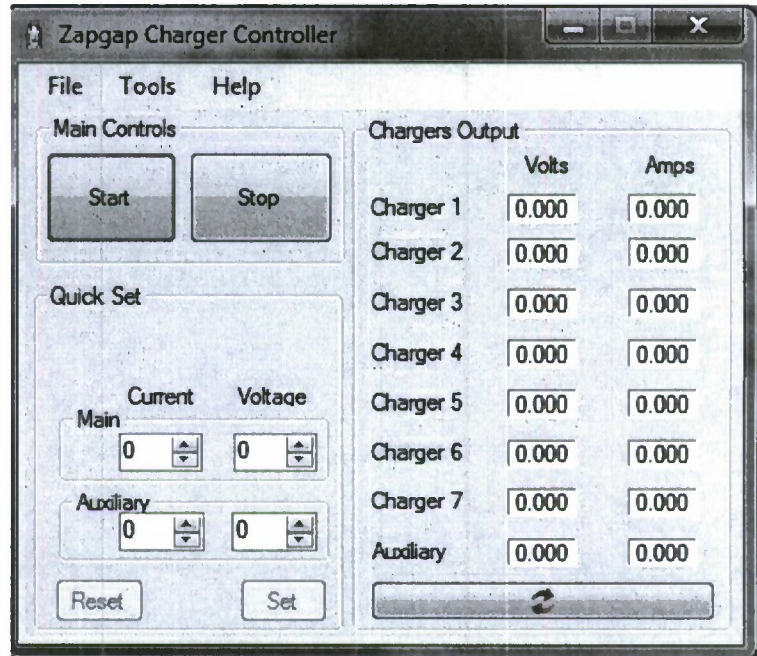 Zapgap Charger Controller
File Tools Help
Main Controls
Start Stop
Quick Set
Current Voltage
Main
0 0
Auxiliary
0 0
Reset Set
Chargers Output
Volts Amps
Charger 1 0.000 0.000
Charger 2 0.000 0.000
Charger 3 0.000 0.000
Charger 4 0.000 0.000
Charger 5 0.000 0.000
Charger 6 0.000 0.000
Charger 7 0.000 0.000
Auxiliary 0.000 0.000